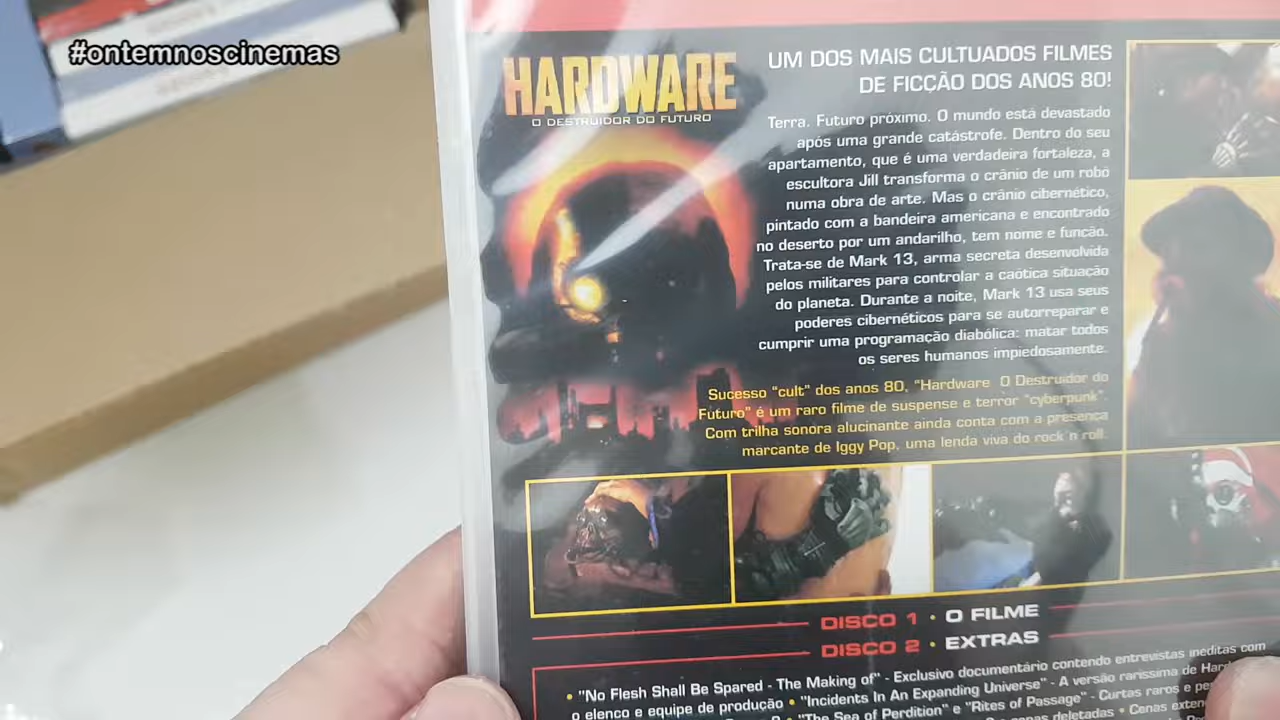 #ontemnoscinemas
HARDWARE
O DESTRUIDOR DO FUTURO
UM DOS MAIS CULTUADOS FILMES
DE FICÇÃO DOS ANOS 80!
Terra. Futuro próximo. O mundo está devastado
após uma grande catástrofe. Dentro do seu
apartamento, que é uma verdadeira fortaleza, a
escultora Jill transforma o crânio de um robô
numa obra de arte. Mas o crânio cibernético,
pintado com a bandeira americana e encontrado
no deserto por um andarilho, tem nome e função.
Trata-se de Mark 13, arma secreta desenvolvida
pelos militares para controlar a caótica situação
do planeta. Durante a noite, Mark 13 usa seus
poderes cibernéticos para se autorreparar e
cumprir uma programação diabólica: matar todos
os seres humanos impiedosamente.
Sucesso "cult" dos anos 80, "Hardware O Destruidor do
Futuro" é um raro filme de suspense e terror "cyberpunk".
Com trilha sonora alucinante ainda conta com a presença
marcante de Iggy Pop, uma lenda viva do rock'n'roll.
DISCO 1 • O FILME
DISCO 2 • EXTRAS
• "No Flesh Shall Be Spared - The Making of" - Exclusivo documentário contendo entrevistas inéditas com
o elenco e equipe de produção • "Incidents In An Expanding Universe" - A versão raríssima de
"The Sea of Perdition" e "Rites of Passage" - Curtas raros e
deletadas • Cenas